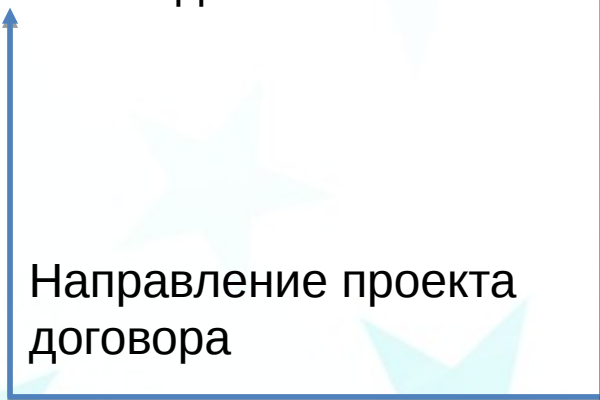 Направление проекта
договора